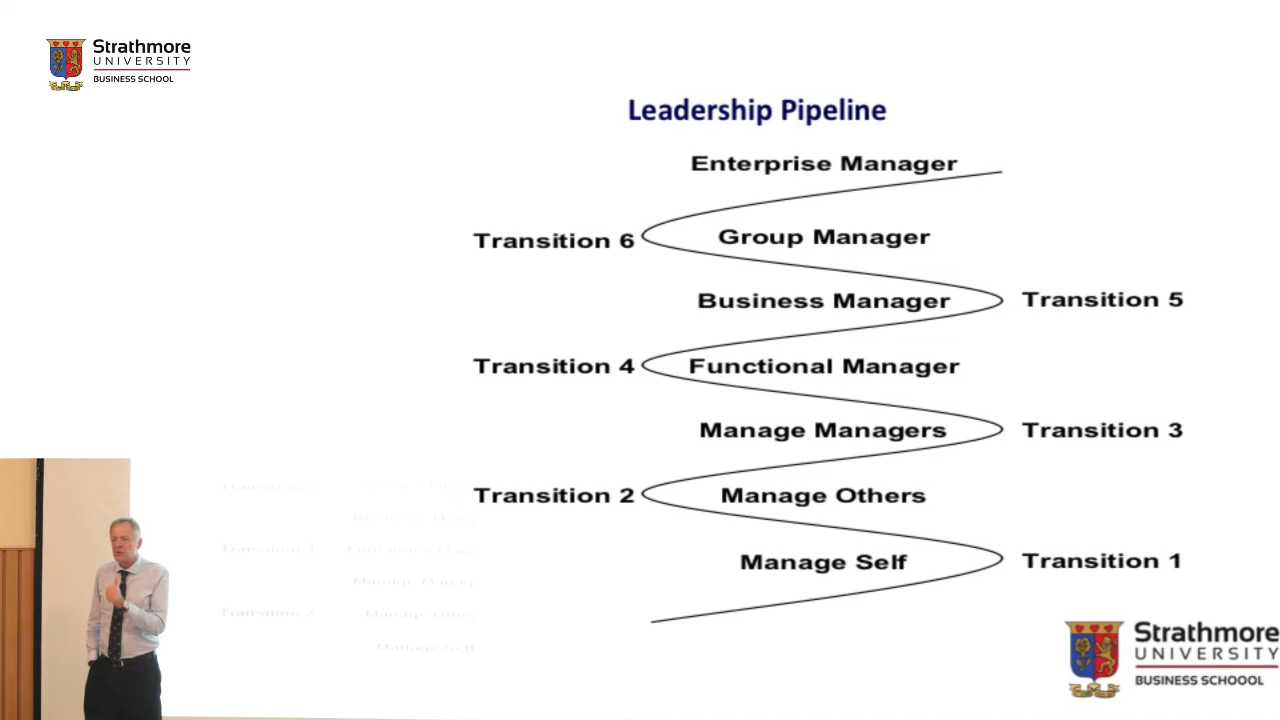 Strathmore
UNIVERSITY
BUSINESS SCHOOL
Leadership Pipeline
Enterprise Manager
Transition 6
Group Manager
Business Manager
Transition 5
Transition 4
Functional Manager
Manage Managers
Transition 3
Transition 2
Manage Others
Manage Self
Transition 1
Strathmore
UNIVERSITY
BUSINESS SCHOOOL